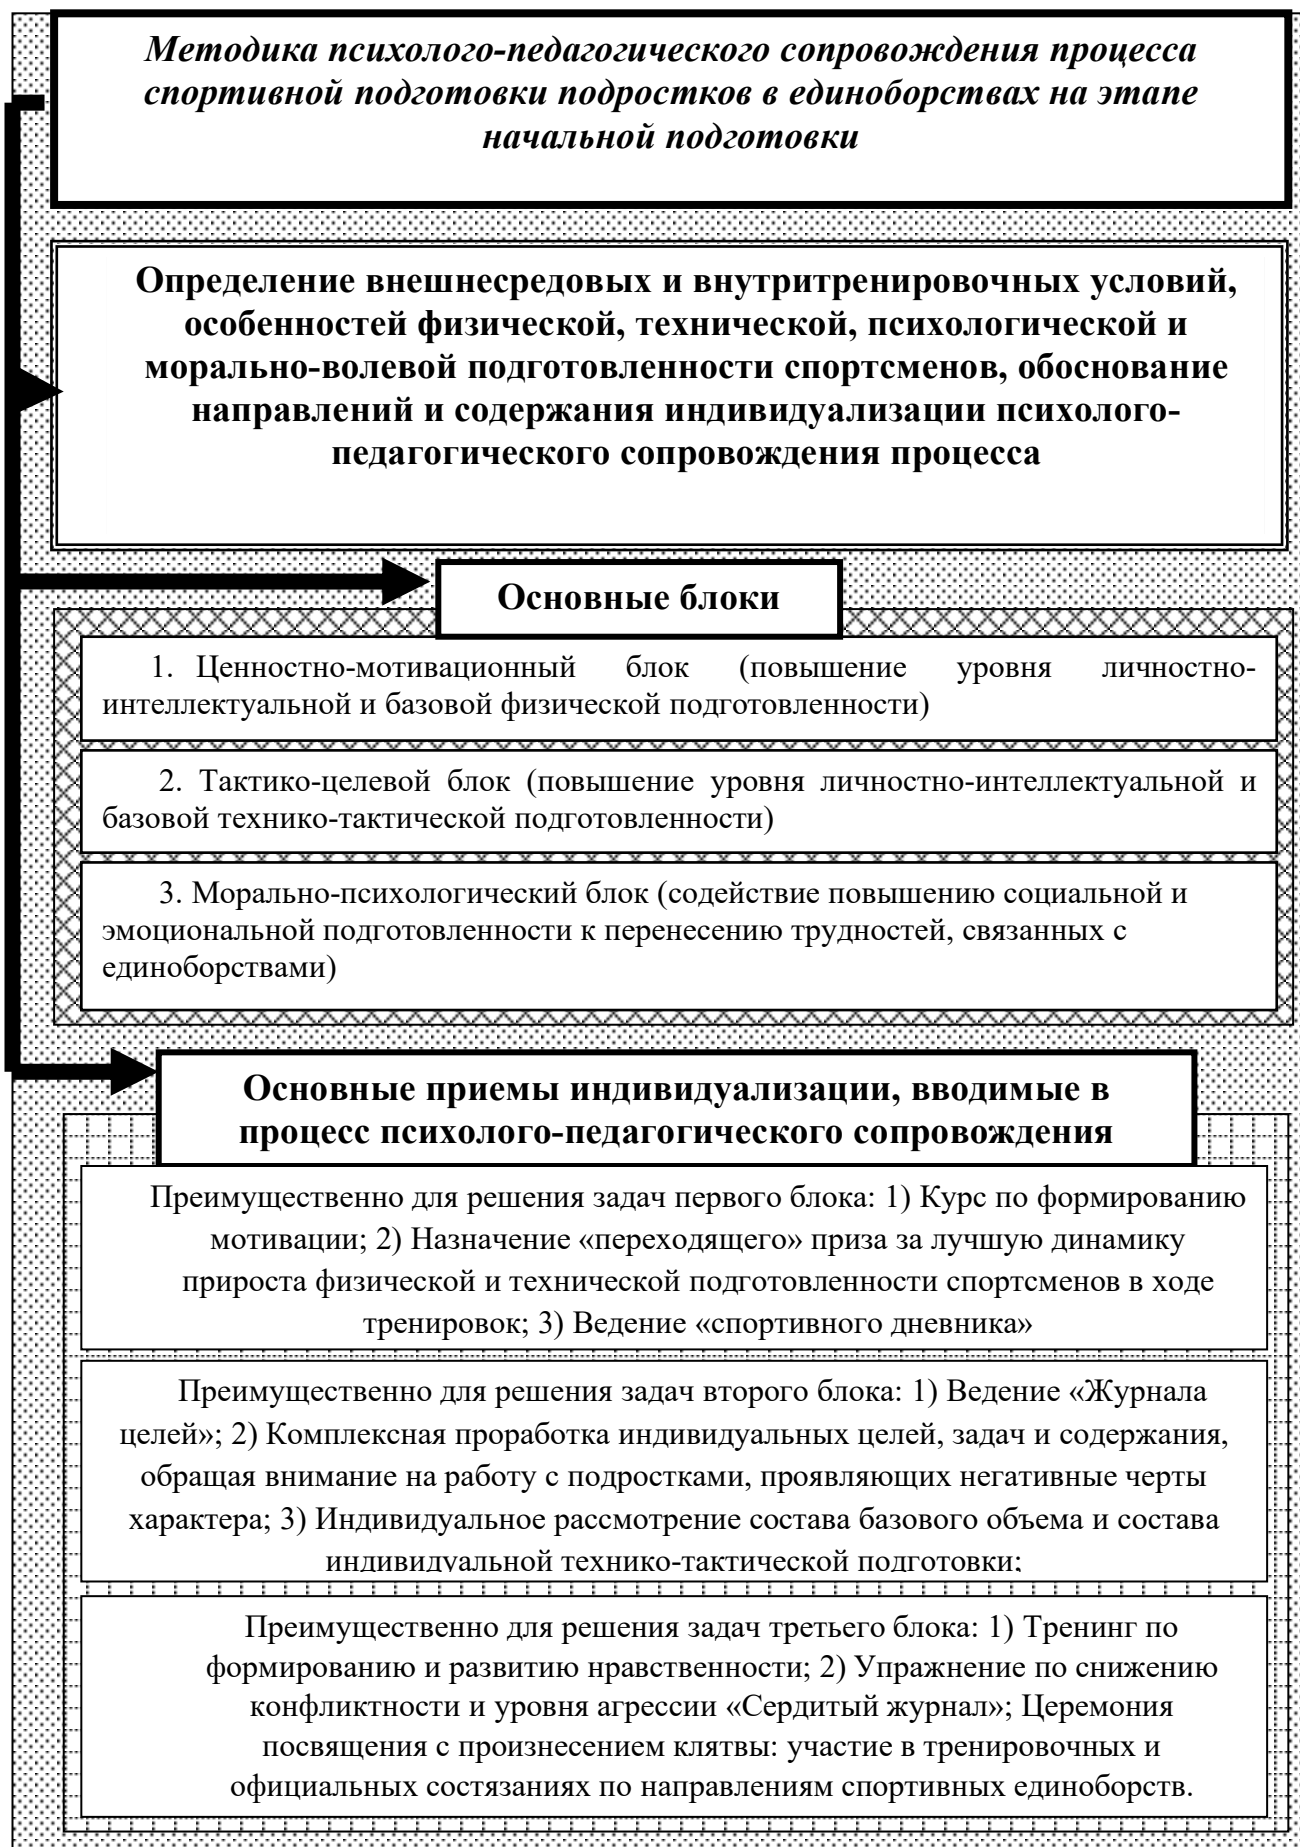 Методика психолого-педагогического сопровождения процесса
спортивной подготовки подростков в единоборствах на этапе
начальной подготовки
Определение внешнесредовых и внутритренировочных условий,
особенностей физической, технической, психологической и
морально-волевой подготовленности спортсменов, обоснование
направлений и содержания индивидуализации психолого-
педагогического сопровождения процесса
Основные блоки
1. Ценностно-мотивационный блок (повышение уровня личностно-
интеллектуальной и базовой физической подготовленности)
2. Тактико-целевой блок (повышение уровня личностно-интеллектуальной и
базовой технико-тактической подготовленности)
3. Морально-психологический блок (содействие повышению социальной и
эмоциональной подготовленности к перенесению трудностей, связанных с
единоборствами)
Основные приемы индивидуализации, вводимые в
процесс психолого-педагогического сопровождения
Преимущественно для решения задач первого блока: 1) Курс по формированию
мотивации; 2) Назначение «переходящего» приза за лучшую динамику
прироста физической и технической подготовленности спортсменов в ходе
тренировок; 3) Ведение «спортивного дневника»
Преимущественно для решения задач второго блока: 1) Ведение «Журнала
целей»; 2) Комплексная проработка индивидуальных целей, задач и содержания,
обращая внимание на работу с подростками, проявляющих негативные черты
характера; 3) Индивидуальное рассмотрение состава базового объема и состава
индивидуальной технико-тактической подготовки;
Преимущественно для решения задач третьего блока: 1) Тренинг по
формированию и развитию нравственности; 2) Упражнение по снижению
конфликтности и уровня агрессии «Сердитый журнал»; Церемония
посвящения с произнесением клятвы: участие в тренировочных и
официальных состязаниях по направлениям спортивных единоборств.